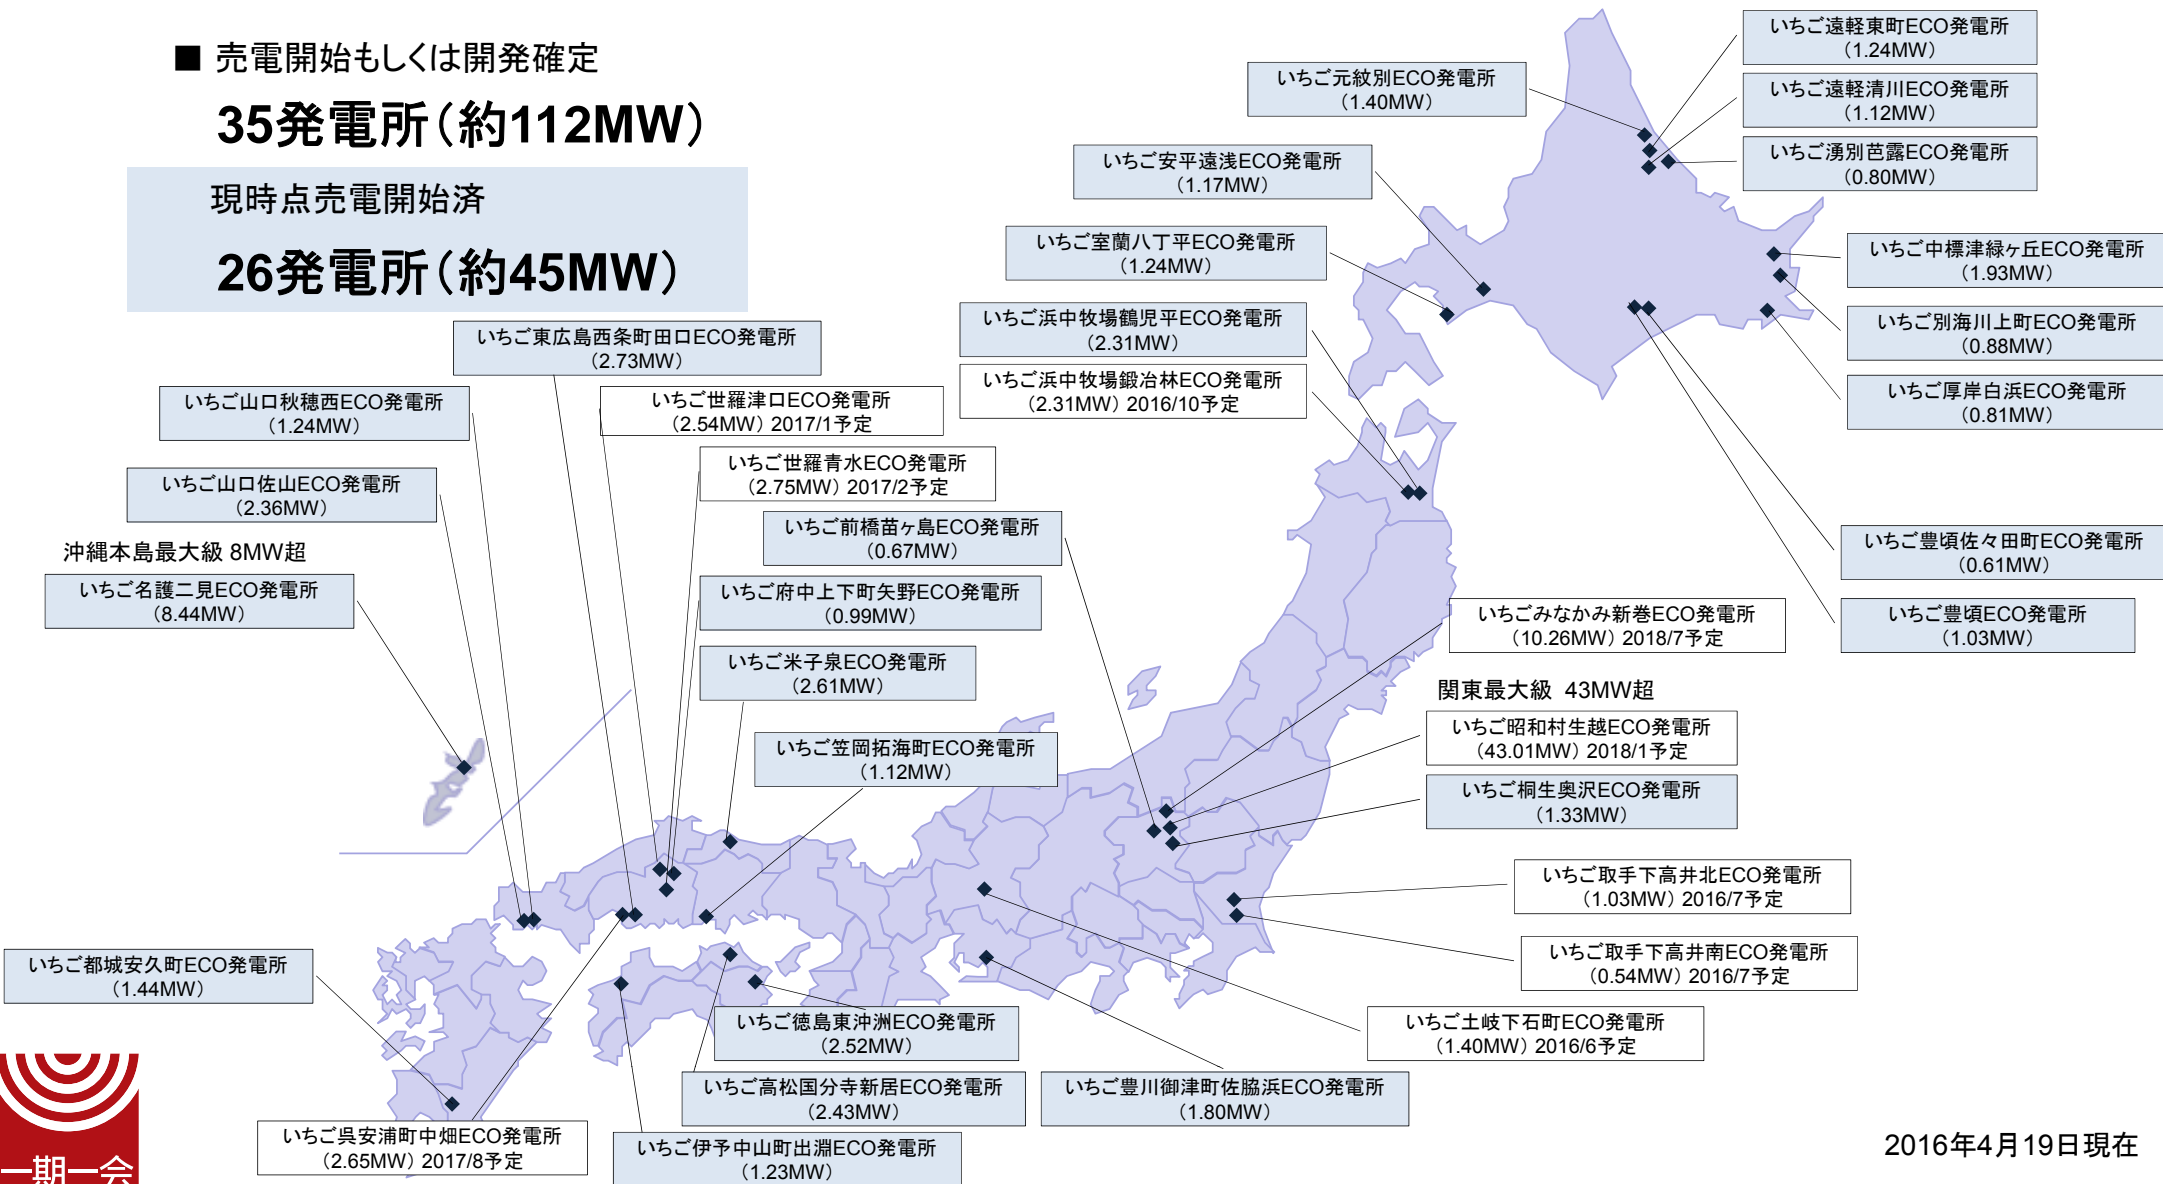 ■ 売電開始もしくは開発確定
35発電所（約112MW）
現時点売電開始済
26発電所（約45MW）
いちご遠軽東町ECO発電所
（1.24MW）
いちご元紋別ECO発電所
（1.40MW）
いちご遠軽清川ECO発電所
（1.12MW）
いちご湧別芭露ECO発電所
（0.80MW）
いちご安平遠浅ECO発電所
（1.17MW）
いちご室蘭八丁平ECO発電所
（1.24MW）
いちご中標津緑ヶ丘ECO発電所
（1.93MW）
いちご別海川上町ECO発電所
（0.88MW）
いちご厚岸白浜ECO発電所
（0.81MW）
いちご浜中牧場鶴児平ECO発電所
（2.31MW）
いちご浜中牧場鍛冶林ECO発電所
（2.31MW） 2016/10予定
いちご東広島西条町田口ECO発電所
（2.73MW）
いちご山口秋穂西ECO発電所
（1.24MW）
いちご世羅津口ECO発電所
（2.54MW） 2017/1予定
いちご世羅青水ECO発電所
（2.75MW） 2017/2予定
いちご山口佐山ECO発電所
（2.36MW）
いちご前橋苗ヶ島ECO発電所
（0.67MW）
沖縄本島最大級 8MW超
いちご名護二見ECO発電所
（8.44MW）
いちご府中上下町矢野ECO発電所
（0.99MW）
いちご豊頃佐々田町ECO発電所
（0.61MW）
いちごみなかみ新巻ECO発電所
（10.26MW） 2018/7予定
いちご豊頃ECO発電所
（1.03MW）
いちご米子泉ECO発電所
（2.61MW）
関東最大級 43MW超
いちご昭和村生越ECO発電所
（43.01MW） 2018/1予定
いちご笠岡拓海町ECO発電所
（1.12MW）
いちご桐生奥沢ECO発電所
（1.33MW）
いちご取手下高井北ECO発電所
（1.03MW） 2016/7予定
いちご取手下高井南ECO発電所
（0.54MW） 2016/7予定
いちご都城安久町ECO発電所
（1.44MW）
いちご徳島東沖洲ECO発電所
（2.52MW）
いちご土岐下石町ECO発電所
（1.40MW） 2016/6予定
いちご高松国分寺新居ECO発電所
（2.43MW）
いちご豊川御津町佐脇浜ECO発電所
（1.80MW）
いちご呉安浦町中畑ECO発電所
（2.65MW） 2017/8予定
いちご伊予中山町出淵ECO発電所
（1.23MW）
2016年4月19日現在
一期一会